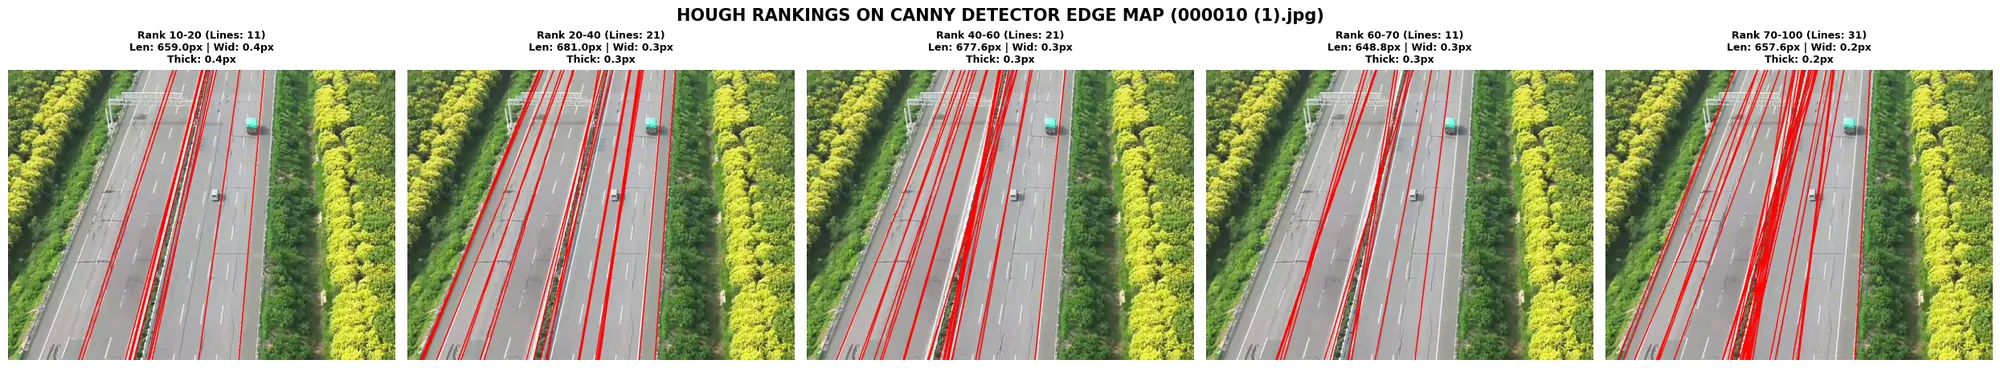 HOUGH RANKINGS ON CANNY DETECTOR EDGE MAP (000010 (1).jpg)
Rank 10-20 (Lines: 11)
Len: 659.0px | Wid: 0.4px
Thick: 0.4px
Rank 20-40 (Lines: 21)
Len: 681.0px | Wid: 0.3px
Thick: 0.3px
Rank 40-60 (Lines: 21)
Len: 677.6px | Wid: 0.3px
Thick: 0.3px
Rank 60-70 (Lines: 11)
Len: 648.8px | Wid: 0.3px
Thick: 0.3px
Rank 70-100 (Lines: 31)
Len: 657.6px | Wid: 0.2px
Thick: 0.2px